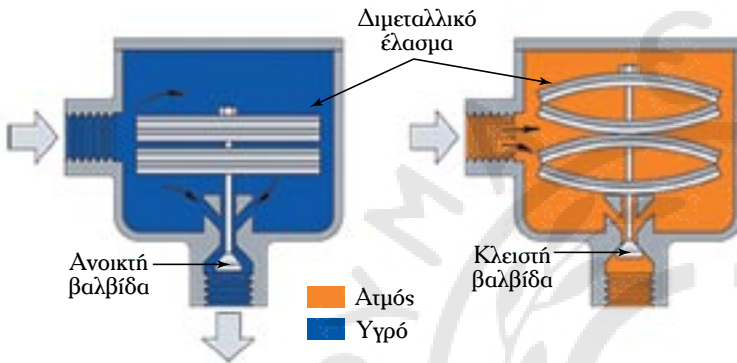 Διμεταλλικό
έλασμα
Ανοικτή
βαλβίδα
Κλειστή
βαλβίδα
Ατμός
Υγρό